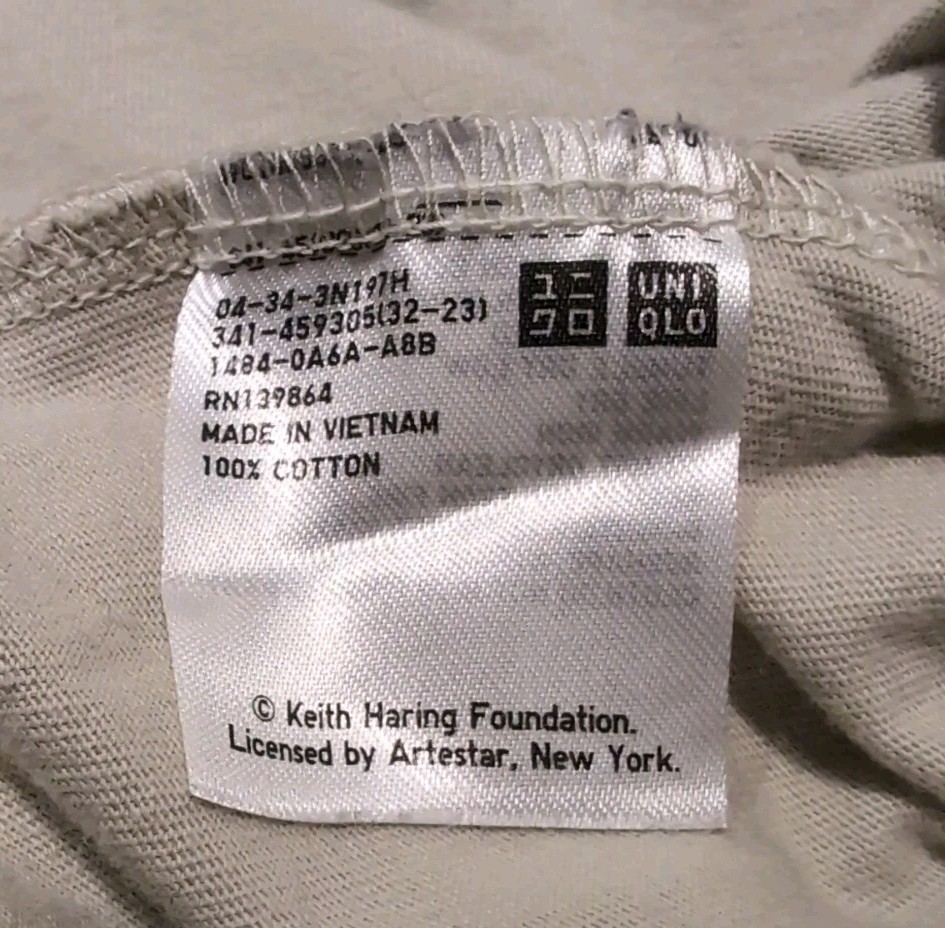 04-34-3N197H
341-459305(32-23)
1484-0A6A-A8B
RN139864
MADE IN VIETNAM
100% COTTON
ユニ
クロ
UNI
QLO
© Keith Haring Foundation.
Licensed by Artestar, New York.